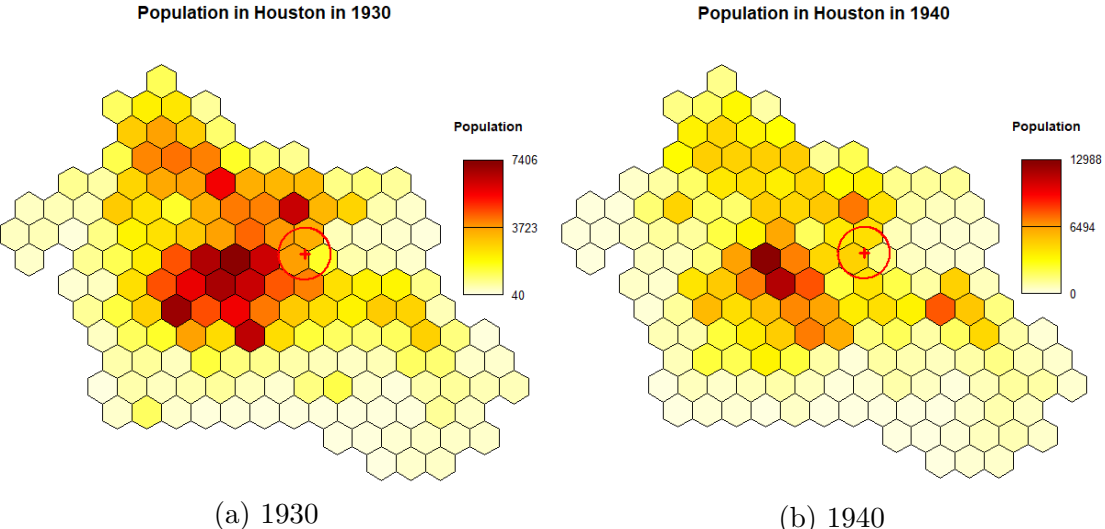 Population in Houston in 1930
Population
7406
3723
40
(a) 1930
Population in Houston in 1940
Population
12988
6494
0
(b) 1940